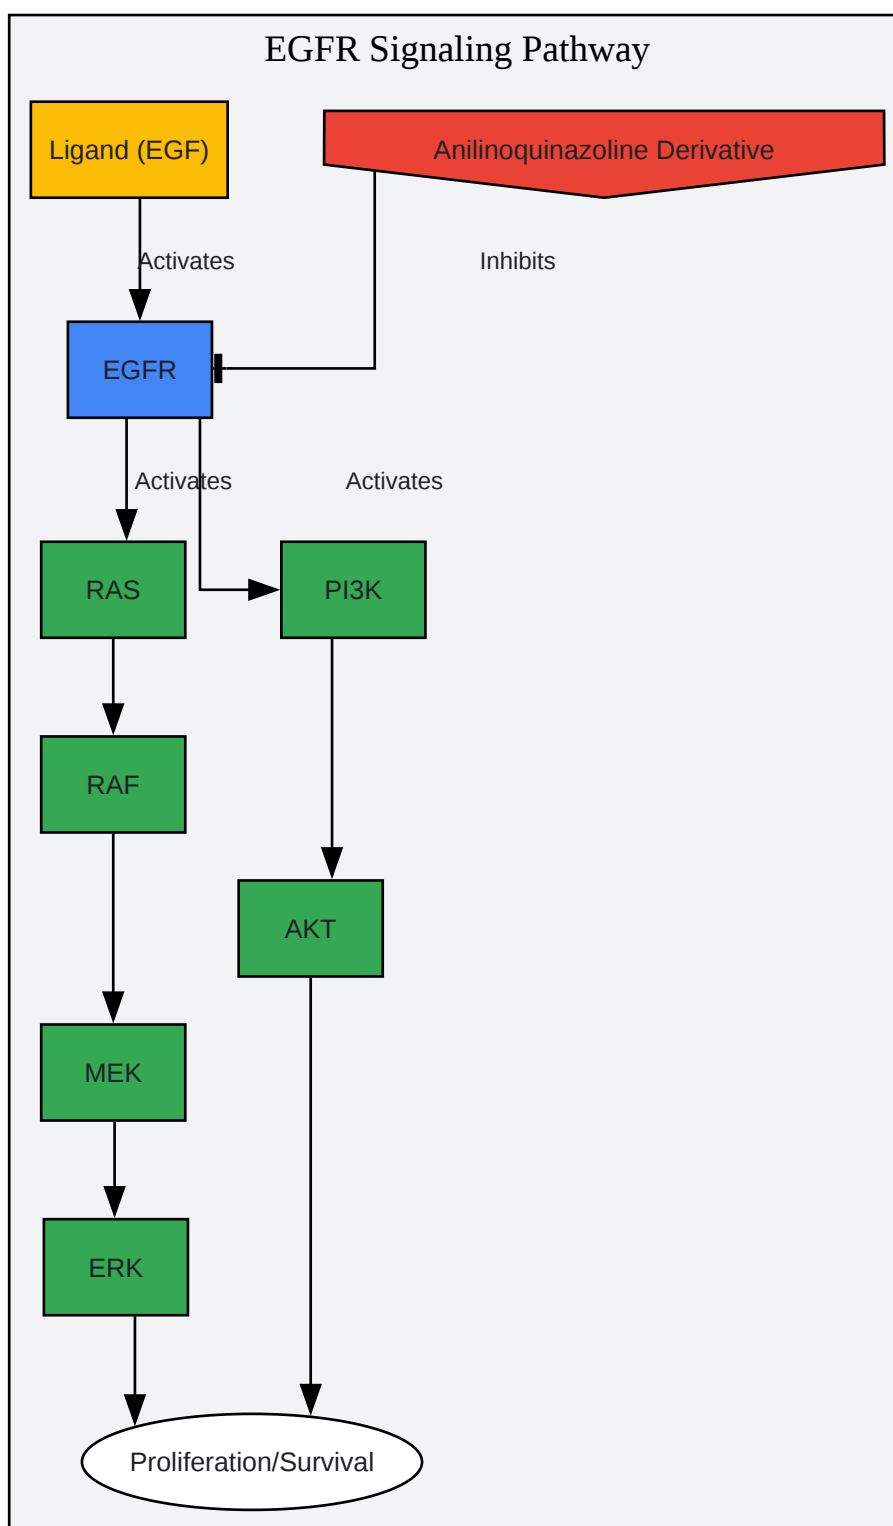 EGFR Signaling Pathway
Ligand (EGF)
Anilinoquinazoline Derivative
Activates
Inhibits
EGFR
Activates
Activates
RAS
PI3K
RAF
AKT
MEK
ERK
Proliferation/Survival